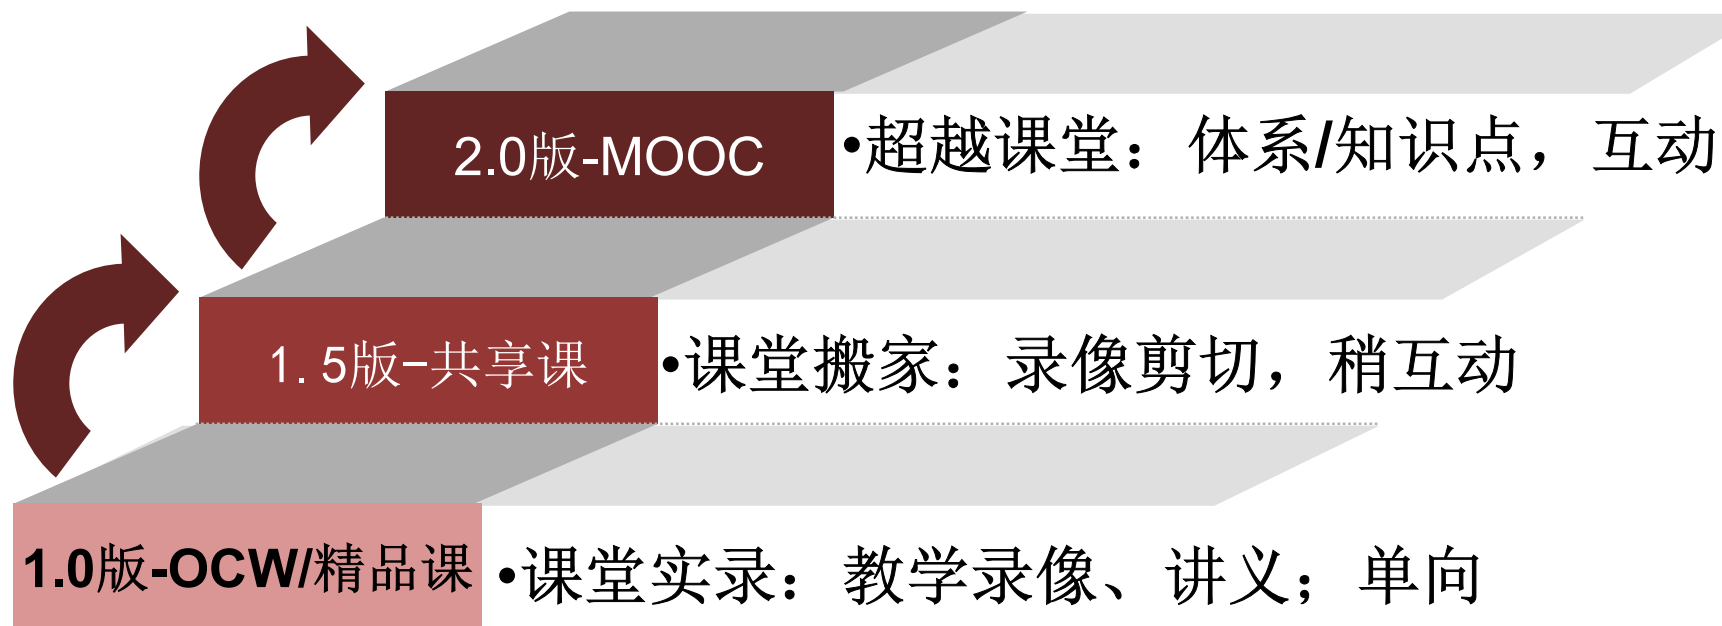 2.0版-MOOC
•超越课堂：体系/知识点，互动
1.5版-共享课
•课堂搬家：录像剪切，稍互动
1.0版-OCW/精品课
•课堂实录：教学录像、讲义；单向